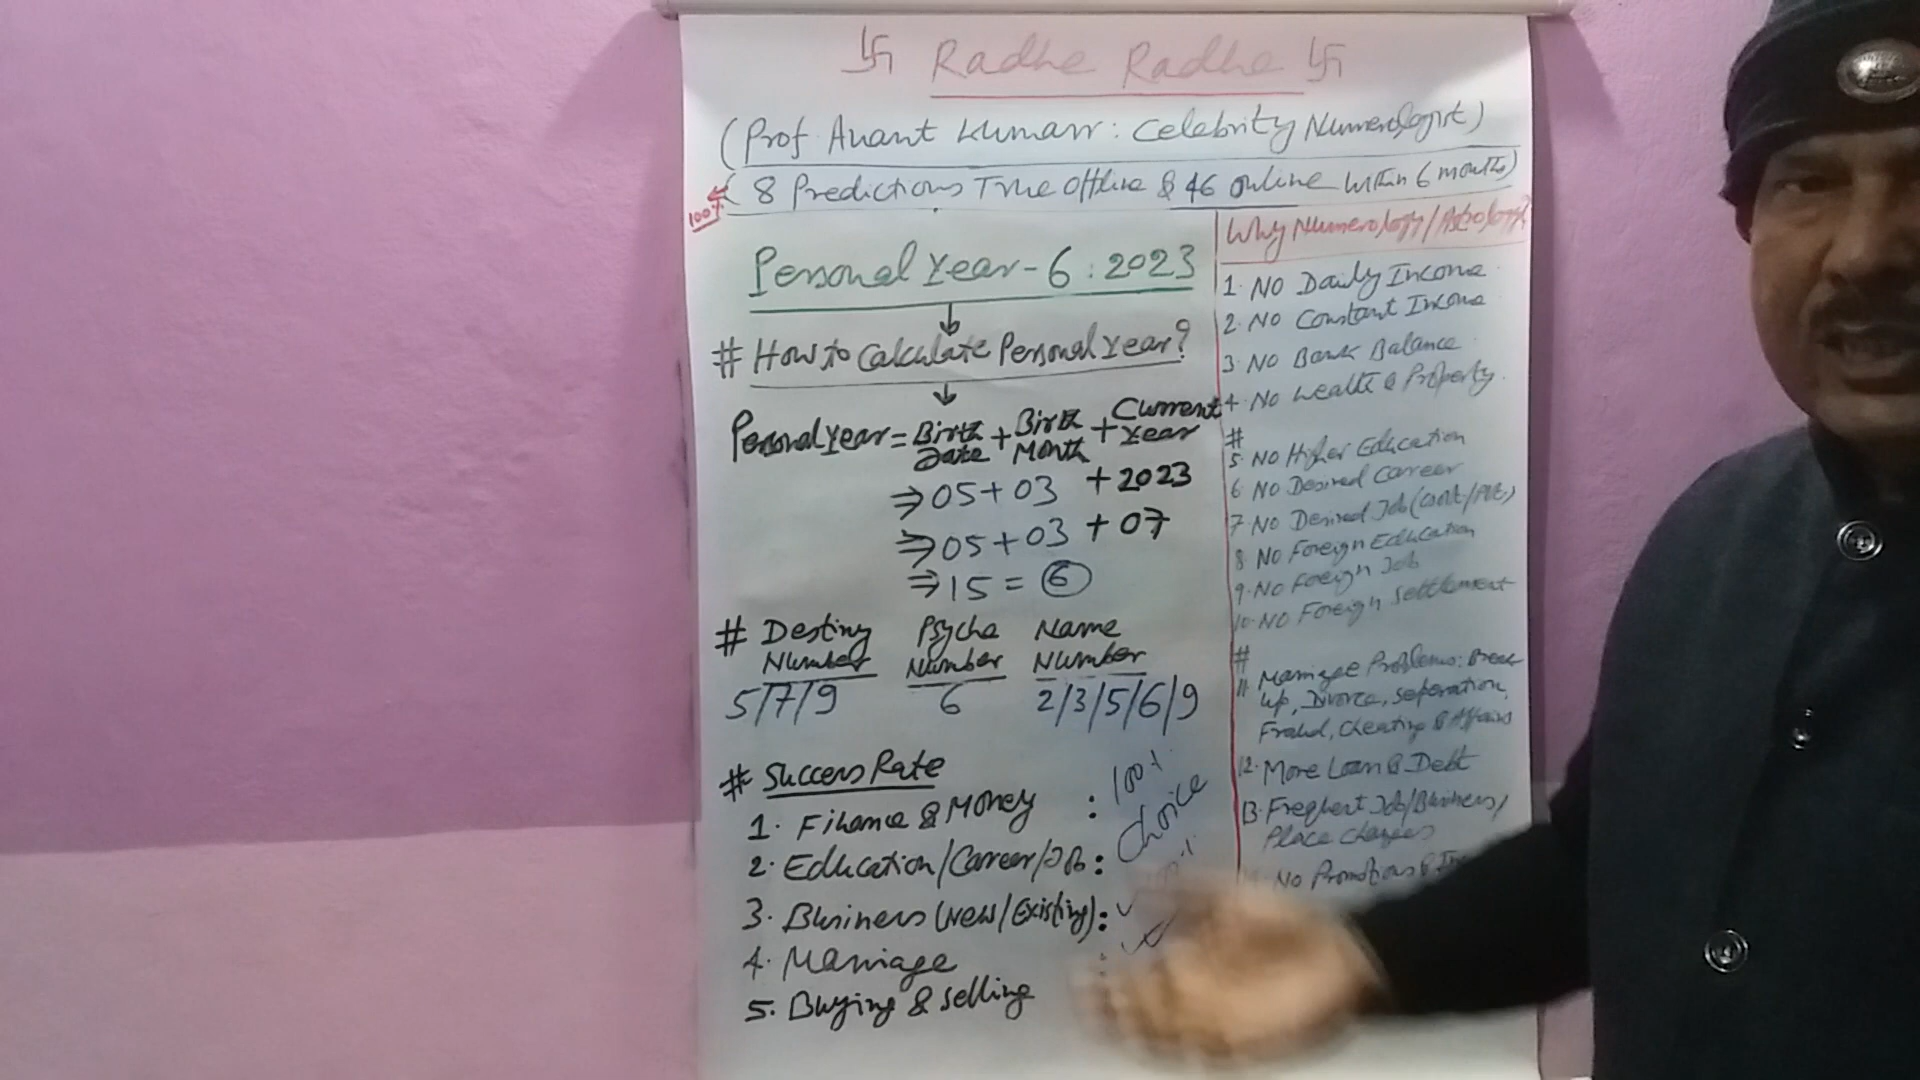 卐 Radhe Radhe 卐
(Prof. Anant Kumarr: Celebrity Numerologist)
(8 Predictions True Offline & 46 online within 6 months)
100%
Personal Year-6:2023
# How to Calculate Personal Year?
Personal Year = Birth Date + Birth Month + Current Year
⇒ 05+03 +2023
⇒ 05+03 +07
⇒ 15 = 6
# Destiny Number Psyche Number Name Number
5/7/9 6 2/3/5/6/9
# Success Rate
1. Finance & Money : 100%
2. Education/Career/Job: Choice
3. Business (New/Existing):
4. Marriage :
5. Buying & Selling
Why Numerology/Astrology?
1. No Daily Income
2. No Constant Income
3. No Bank Balance
4. No Wealth & Property
#
5. No Higher Education
6. No Desired Career
7. No Desired Job (Govt./Pvt.)
8. No Foreign Education
9. No Foreign Job
10. No Foreign Settlement
#
11. Marriage Problems: Break
up, Divorce, Seperation,
Fraud, Cheating & Affairs
12. More Loan & Debt
13. Frequent Job/Business/
Place Changes
No Promotions &